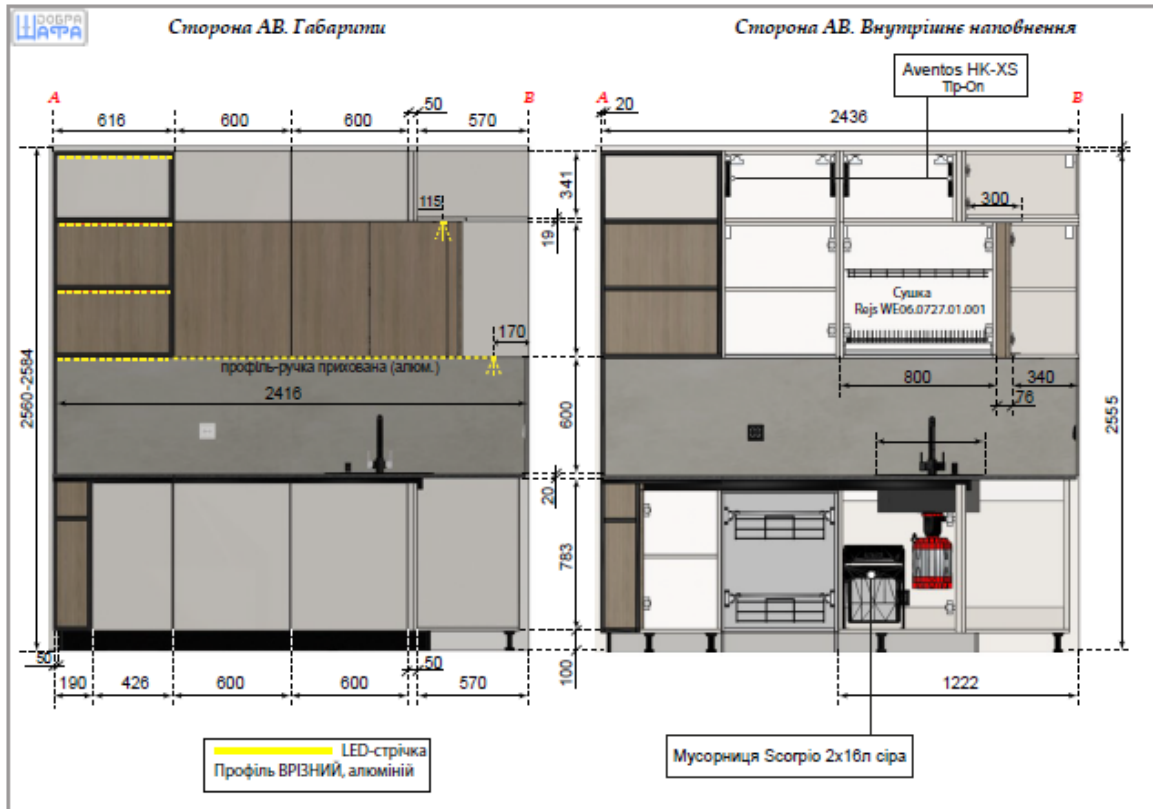 ДОБРА
ШАФА
Сторона АВ. Габарити
Сторона АВ. Внутрішнє наповнення
Aventos HK-XS
Tip-On
A
B
A
B
50
616
600
600
570
20
2436
341
115
300
19
Сушка
Rejs WE06.0727.01.001
170
профіль-ручка прихована (алюм.)
2416
2560-2584
600
800
340
76
2555
20
783
50
50
100
190
426
600
600
570
1222
LED-стрічка
Профіль ВРІЗНИЙ, алюміній
Мусорниця Scorpio 2х16л сіра